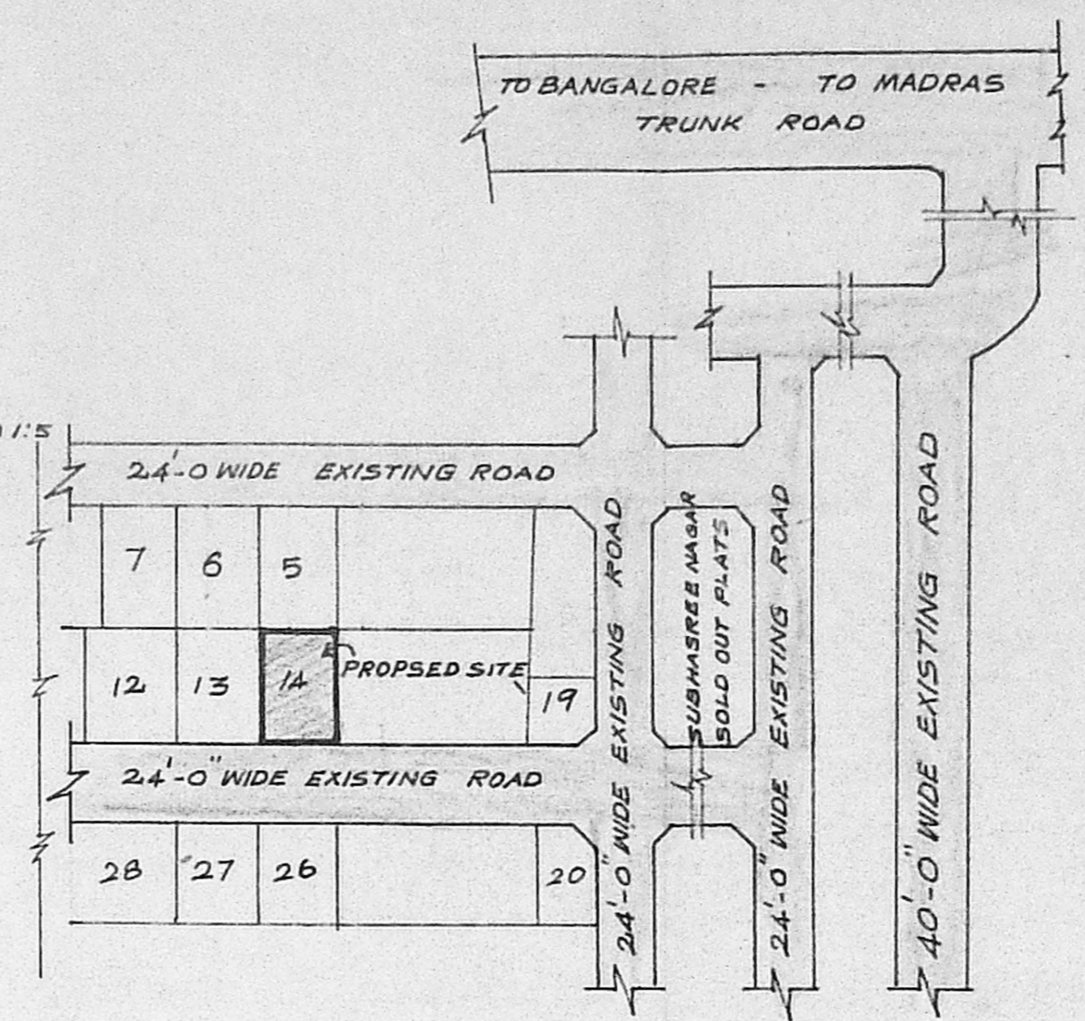 TO BANGALORE - TO MADRAS
TRUNK ROAD
1:5
24'-0 WIDE EXISTING ROAD
7 6 5
12 13 14 PROPSED SITE 19
24'-0" WIDE EXISTING ROAD
28 27 26 20
24'-0" WIDE EXISTING ROAD
SUBHASREE NAGAR
SOLD OUT PLATS
24'-0" WIDE EXISTING ROAD
40'-0" WIDE EXISTING ROAD